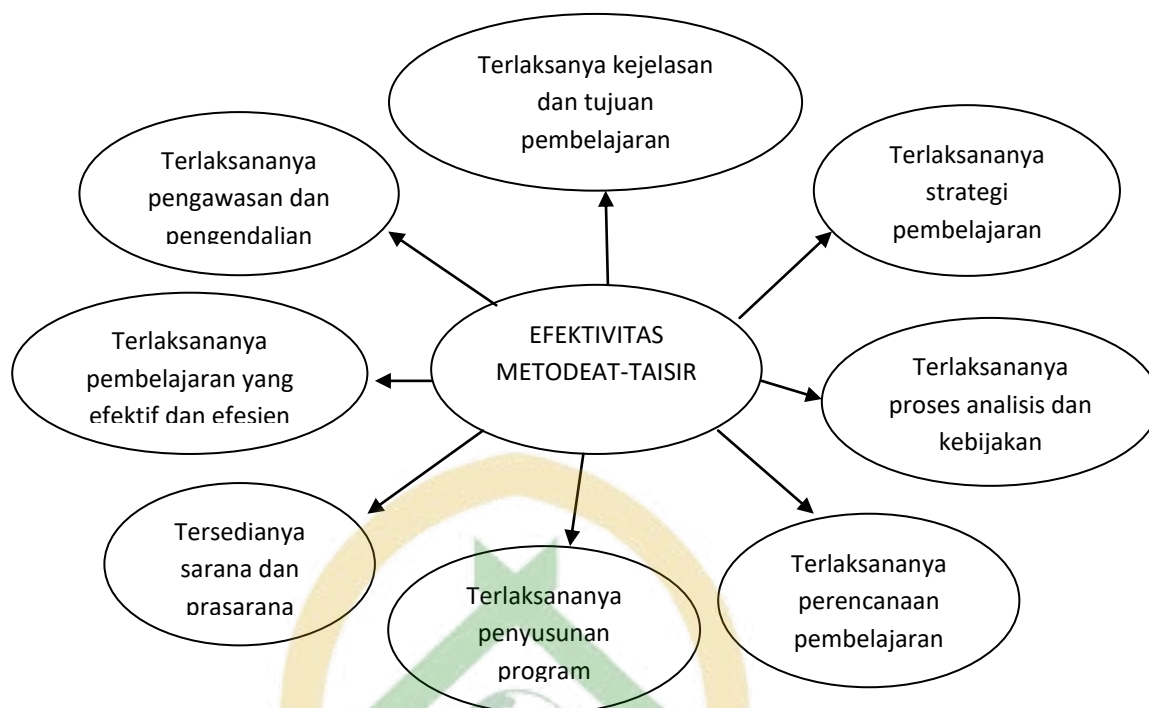 Terlaksanya kejelasan
dan tujuan
pembelajaran
Terlaksananya
pengawasan dan
pengendalian
Terlaksananya
strategi
pembelajaran
Terlaksananya
pembelajaran yang
efektif dan efesien
EFEKTIVITAS
METODEAT-TAISIR
Terlaksananya
proses analisis dan
kebijakan
Tersedianya
sarana dan
prasarana
Terlaksananya
penyusunan
program
Terlaksananya
perencanaan
pembelajaran